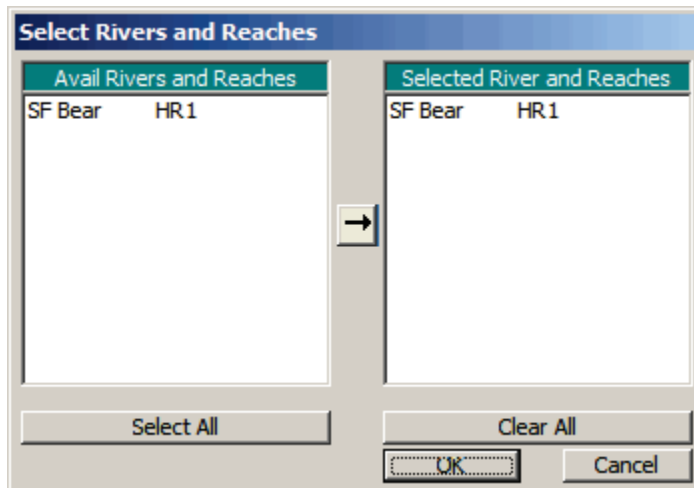 Select Rivers and Reaches
Avail Rivers and Reaches
SF Bear HR1
Selected River and Reaches
SF Bear HR1
Select All
Clear All
OK
Cancel